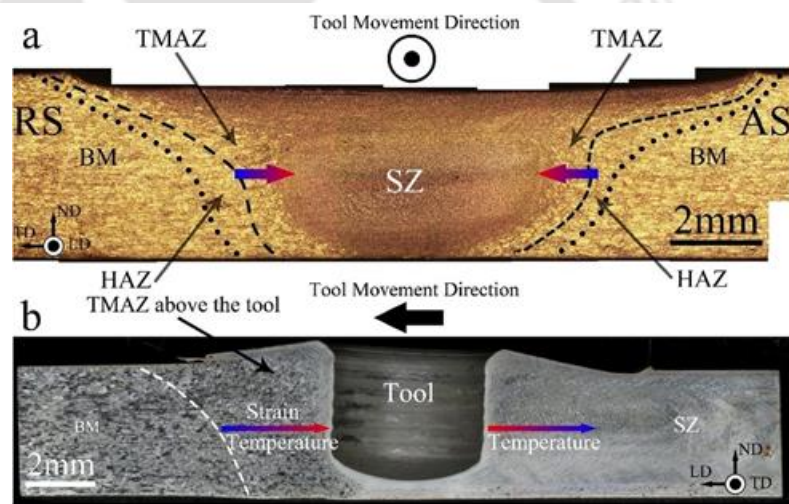 a
Tool Movement Direction
TMAZ
TMAZ
RS
AS
BM
BM
SZ
ND
TD
LD
2mm
HAZ
HAZ
TMAZ above the tool
Tool Movement Direction
b
Tool
BM
Strain
Temperature
Temperature
SZ
2mm
ND
LD
TD